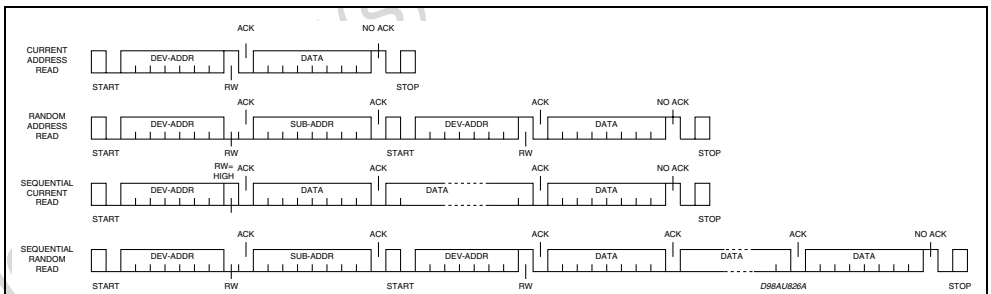 ACK NO ACK
CURRENT
ADDRESS
READ
DEV-ADDR DATA
START RW STOP
ACK ACK ACK NO ACK
RANDOM
ADDRESS
READ
DEV-ADDR SUB-ADDR DEV-ADDR DATA
START RW START RW STOP
RW=
HIGH
ACK ACK ACK NO ACK
SEQUENTIAL
CURRENT
READ
DEV-ADDR DATA DATA DATA
START STOP
ACK ACK ACK ACK ACK NO ACK
SEQUENTIAL
RANDOM
READ
DEV-ADDR SUB-ADDR DEV-ADDR DATA DATA DATA
START RW START RW D98AU826A STOP